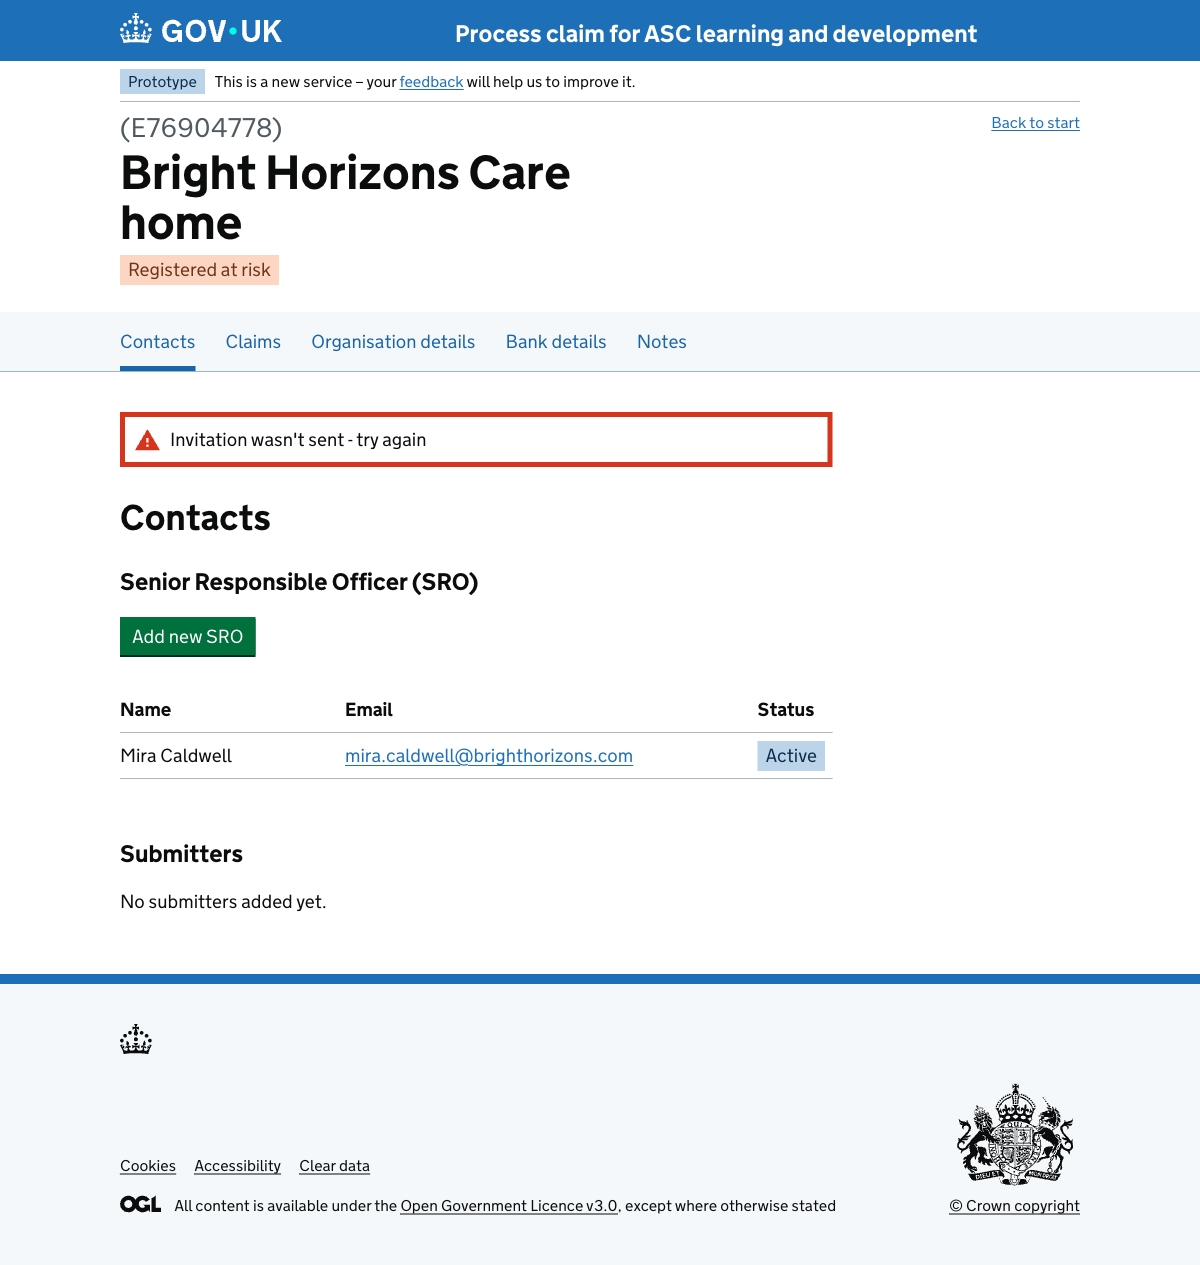 GOV·UK
Process claim for ASC learning and development
Prototype
This is a new service – your feedback will help us to improve it.
(E76904778)
Back to start
Bright Horizons Care
home
Registered at risk
Contacts
Claims
Organisation details
Bank details
Notes
Invitation wasn't sent - try again
Contacts
Senior Responsible Officer (SRO)
Add new SRO
Name
Email
Status
Mira Caldwell
mira.caldwell@brighthorizons.com
Active
Submitters
No submitters added yet.
Cookies
Accessibility
Clear data
OGL
All content is available under the Open Government Licence v3.0, except where otherwise stated
© Crown copyright